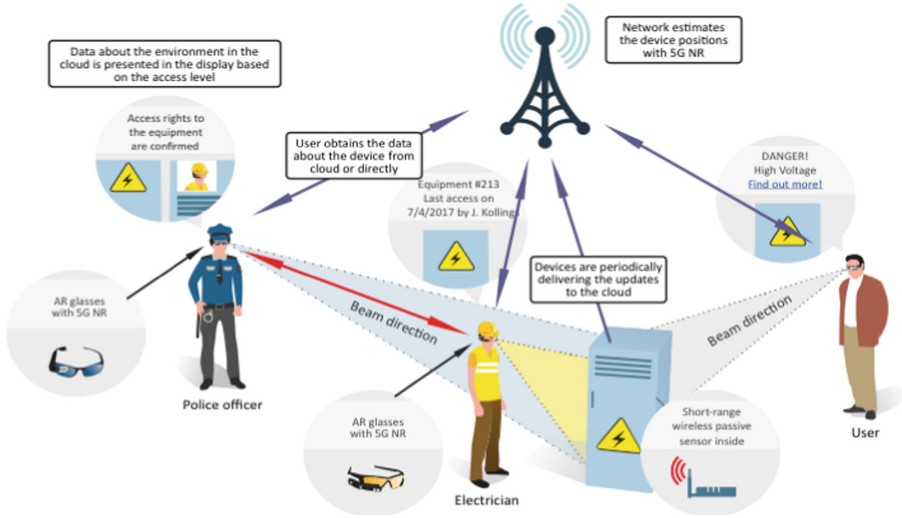 Network estimates
the device positions
with 5G NR
Data about the environment in the
cloud is presented in the display based
on the access level
Access rights to
the equipment
are confirmed
User obtains the data
about the device from
cloud or directly
DANGER!
High Voltage
Find out more!
Equipment #213
Last access on
7/4/2017 by J. Kollings
Devices are periodically
delivering the updates
to the cloud
AR glasses
with 5G NR
Beam direction
Beam direction
Police officer
AR glasses
with 5G NR
Short-range
wireless passive
sensor inside
User
Electrician